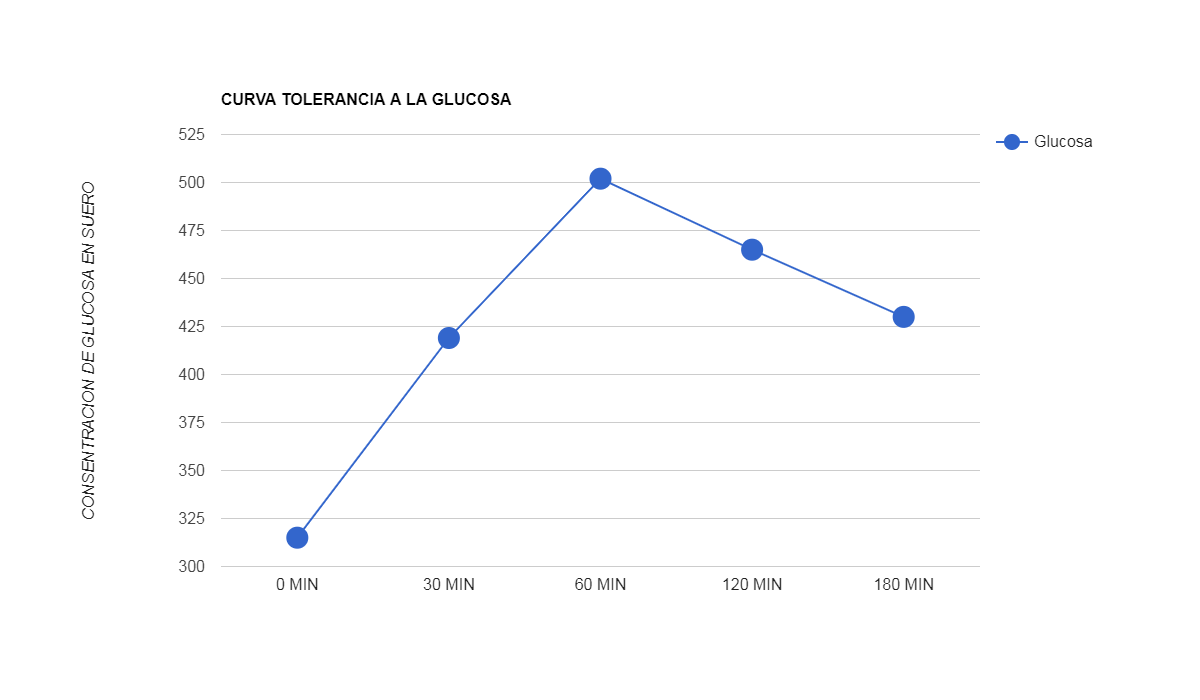 CURVA TOLERANCIA A LA GLUCOSA
CONSENTRACION DE GLUCOSA EN SUERO
525
500
475
450
425
400
375
350
325
300
0 MIN
30 MIN
60 MIN
120 MIN
180 MIN
Glucosa